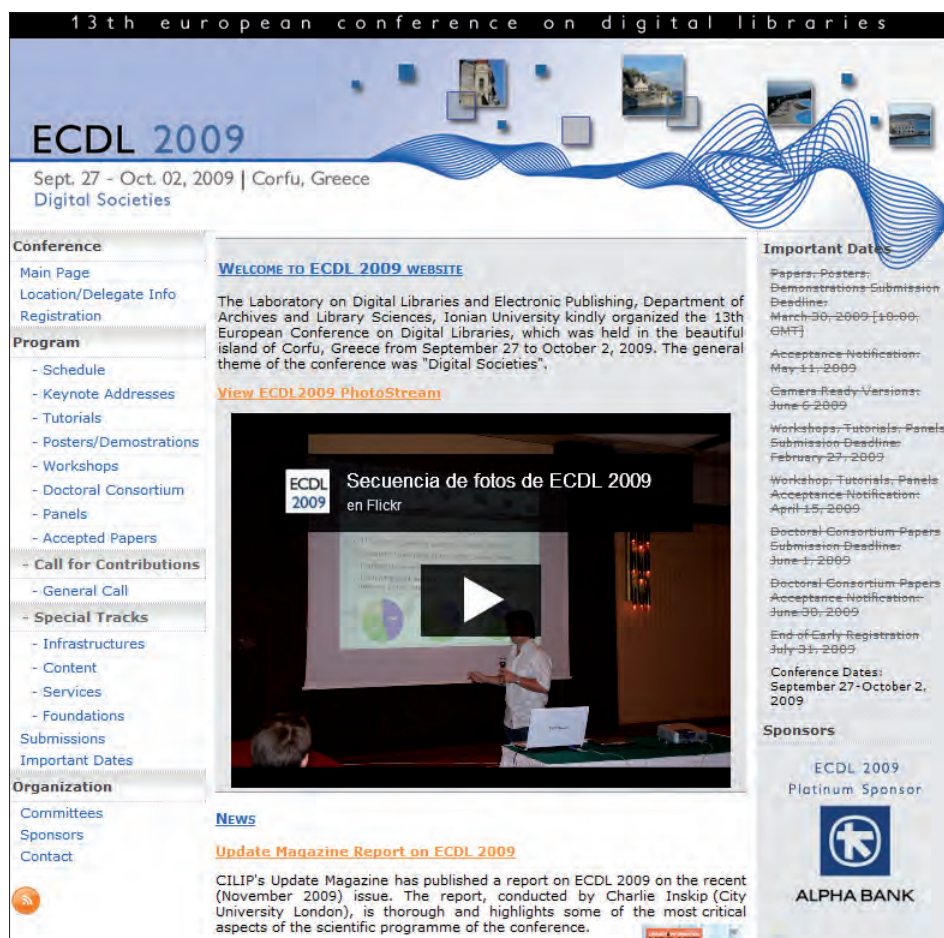 13th european conference on digital libraries
ECDL 2009
Sept. 27 - Oct. 02, 2009 | Corfu, Greece
Digital Societies
Conference
Main Page
Location/Delegate Info
Registration
Program
- Schedule
- Keynote Addresses
- Tutorials
- Posters/Demostrations
- Workshops
- Doctoral Consortium
- Panels
- Accepted Papers
- Call for Contributions
- General Call
- Special Tracks
- Infrastructures
- Content
- Services
- Foundations
Submissions
Important Dates
Organization
Committees
Sponsors
Contact
WELCOME TO ECDL 2009 WEBSITE
The Laboratory on Digital Libraries and Electronic Publishing, Department of
Archives and Library Sciences, Ionian University kindly organized the 13th
European Conference on Digital Libraries, which was held in the beautiful
island of Corfu, Greece from September 27 to October 2, 2009. The general
theme of the conference was "Digital Societies".
View ECDL2009 PhotoStream
ECDL
2009
Secuencia de fotos de ECDL 2009
en Flickr
NEWS
Update Magazine Report on ECDL 2009
CILIP's Update Magazine has published a report on ECDL 2009 on the recent
(November 2009) issue. The report, conducted by Charlie Inskip (City
University London), is thorough and highlights some of the most critical
aspects of the scientific programme of the conference.
Important Dates
Papers, Posters,
Demonstrations Submission
Deadline:
March 30, 2009 [10:00,
GMT]
Acceptance Notification:
May 11, 2009
Camera Ready Versions:
June 6 2009
Workshops, Tutorials, Panels
Submission Deadline:
February 27, 2009
Workshop, Tutorials, Panels
Acceptance Notification:
April 15, 2009
Doctoral Consortium Papers
Submission Deadline:
June 1, 2009
Doctoral Consortium Papers
Acceptance Notification:
June 30, 2009
End of Early Registration
July 31, 2009
Conference Dates:
September 27-October 2,
2009
Sponsors
ECDL 2009
Platinum Sponsor
ALPHA BANK